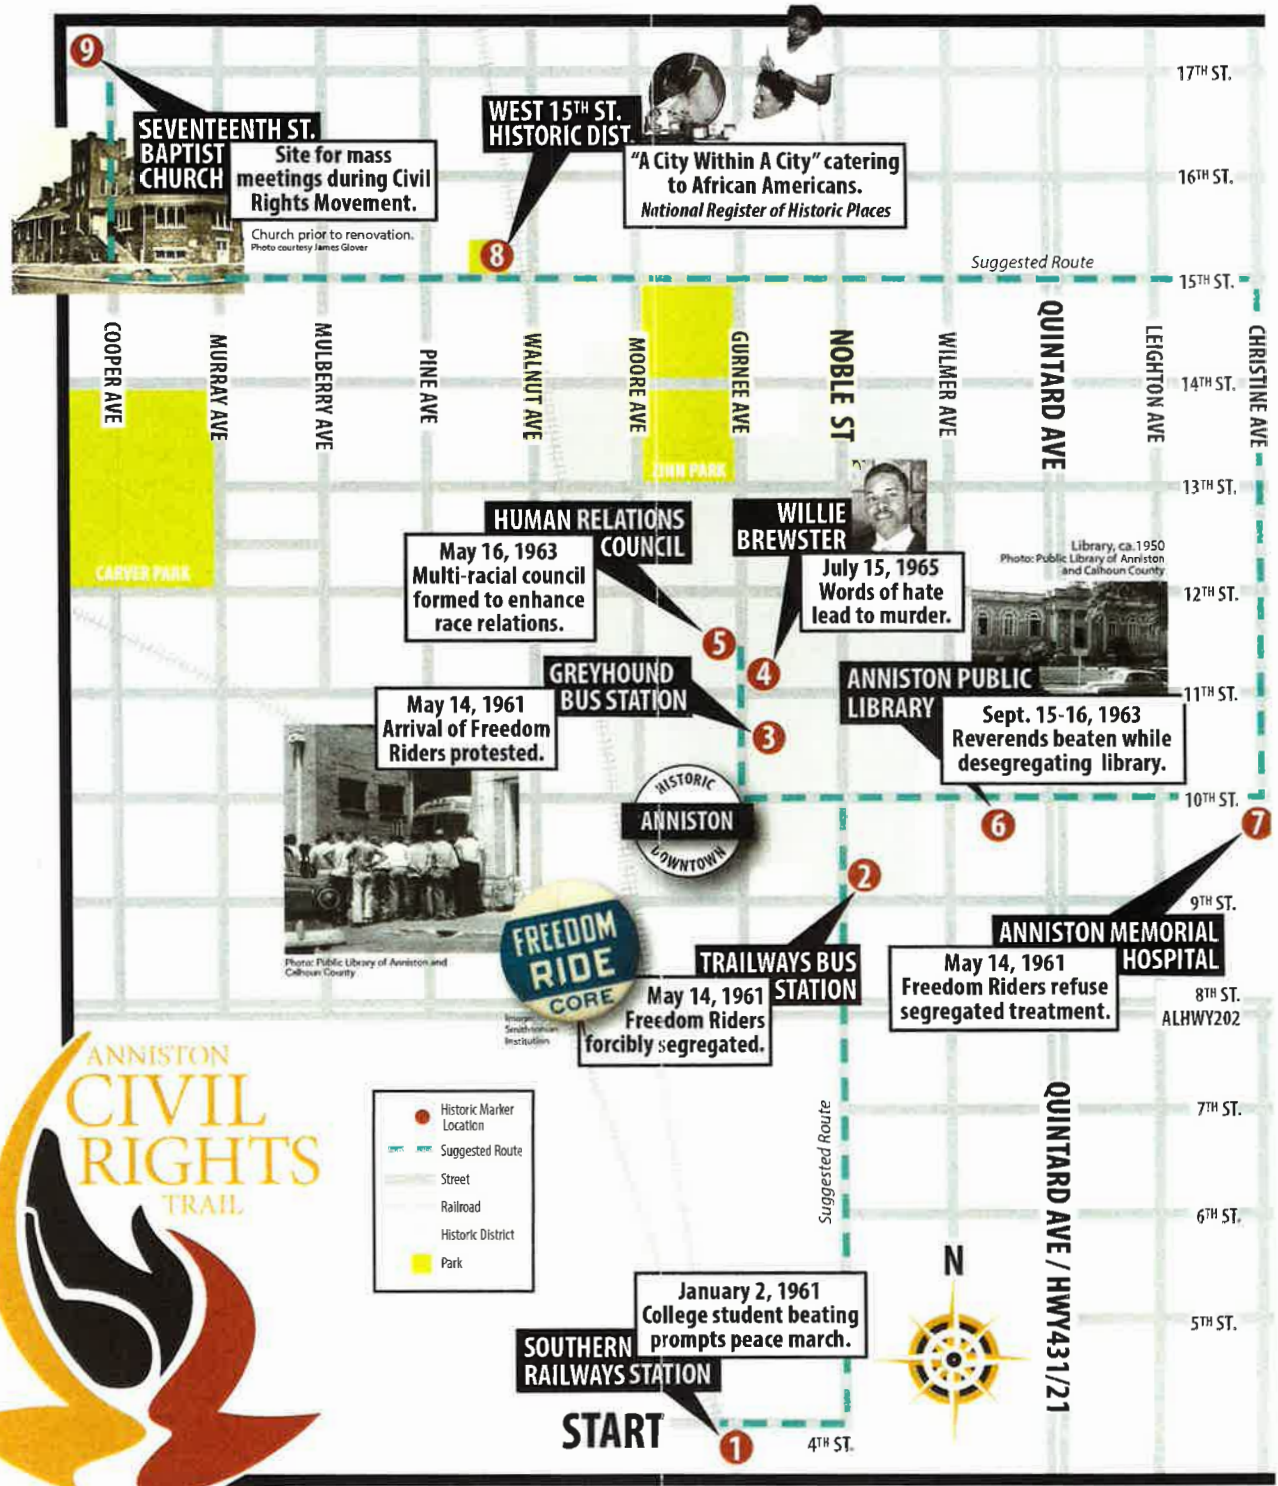 9
17TH ST.
SEVENTEENTH ST.
BAPTIST
CHURCH
Site for mass
meetings during Civil
Rights Movement.
Church prior to renovation.
Photo courtesy James Glover
WEST 15TH ST.
HISTORIC DIST.
"A City Within A City" catering
to African Americans.
National Register of Historic Places
16TH ST.
8
Suggested Route
15TH ST.
COOPER AVE
MURRAY AVE
MULBERRY AVE
PINE AVE
WALNUT AVE
MOORE AVE
GURNEE AVE
NOBLE ST
WILMER AVE
QUINTARD AVE
LEIGHTON AVE
CHRISTINE AVE
14TH ST.
ZINN PARK
13TH ST.
CARVER PARK
HUMAN RELATIONS
COUNCIL
May 16, 1963
Multi-racial council
formed to enhance
race relations.
WILLIE
BREWSTER
July 15, 1965
Words of hate
lead to murder.
Library, ca.1950
Photo: Public Library of Anniston
and Calhoun County
12TH ST.
5
4
GREYHOUND
BUS STATION
May 14, 1961
Arrival of Freedom
Riders protested.
3
ANNISTON PUBLIC
LIBRARY
Sept. 15-16, 1963
Reverends beaten while
desegregating library.
11TH ST.
10TH ST.
HISTORIC
ANNISTON
DOWNTOWN
6
7
2
9TH ST.
Photo: Public Library of Anniston and
Calhoun County
FREEDOM
RIDE
CORE
Image:
Smithsonian
Institution
TRAILWAYS BUS
STATION
May 14, 1961
Freedom Riders
forcibly segregated.
ANNISTON MEMORIAL
HOSPITAL
May 14, 1961
Freedom Riders refuse
segregated treatment.
8TH ST.
ALHWY202
ANNISTON
CIVIL
RIGHTS
TRAIL
Historic Marker
Location
Suggested Route
Street
Railroad
Historic District
Park
Suggested Route
7TH ST.
QUINTARD AVE / HWY431/21
6TH ST.
N
5TH ST.
January 2, 1961
College student beating
prompts peace march.
SOUTHERN
RAILWAYS STATION
START
1
4TH ST.